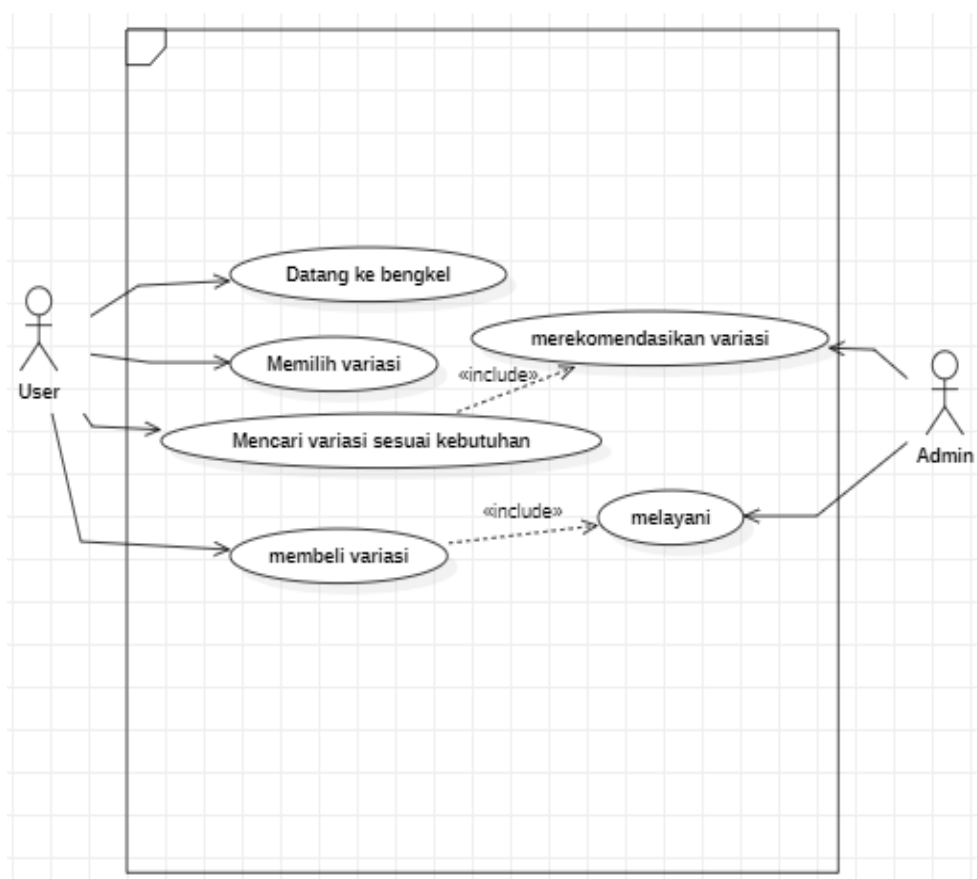 Datang ke bengkel
merekomendasikan variasi
Memilih variasi
«include»
User
Mencari variasi sesuai kebutuhan
Admin
«include»
melayani
membeli variasi